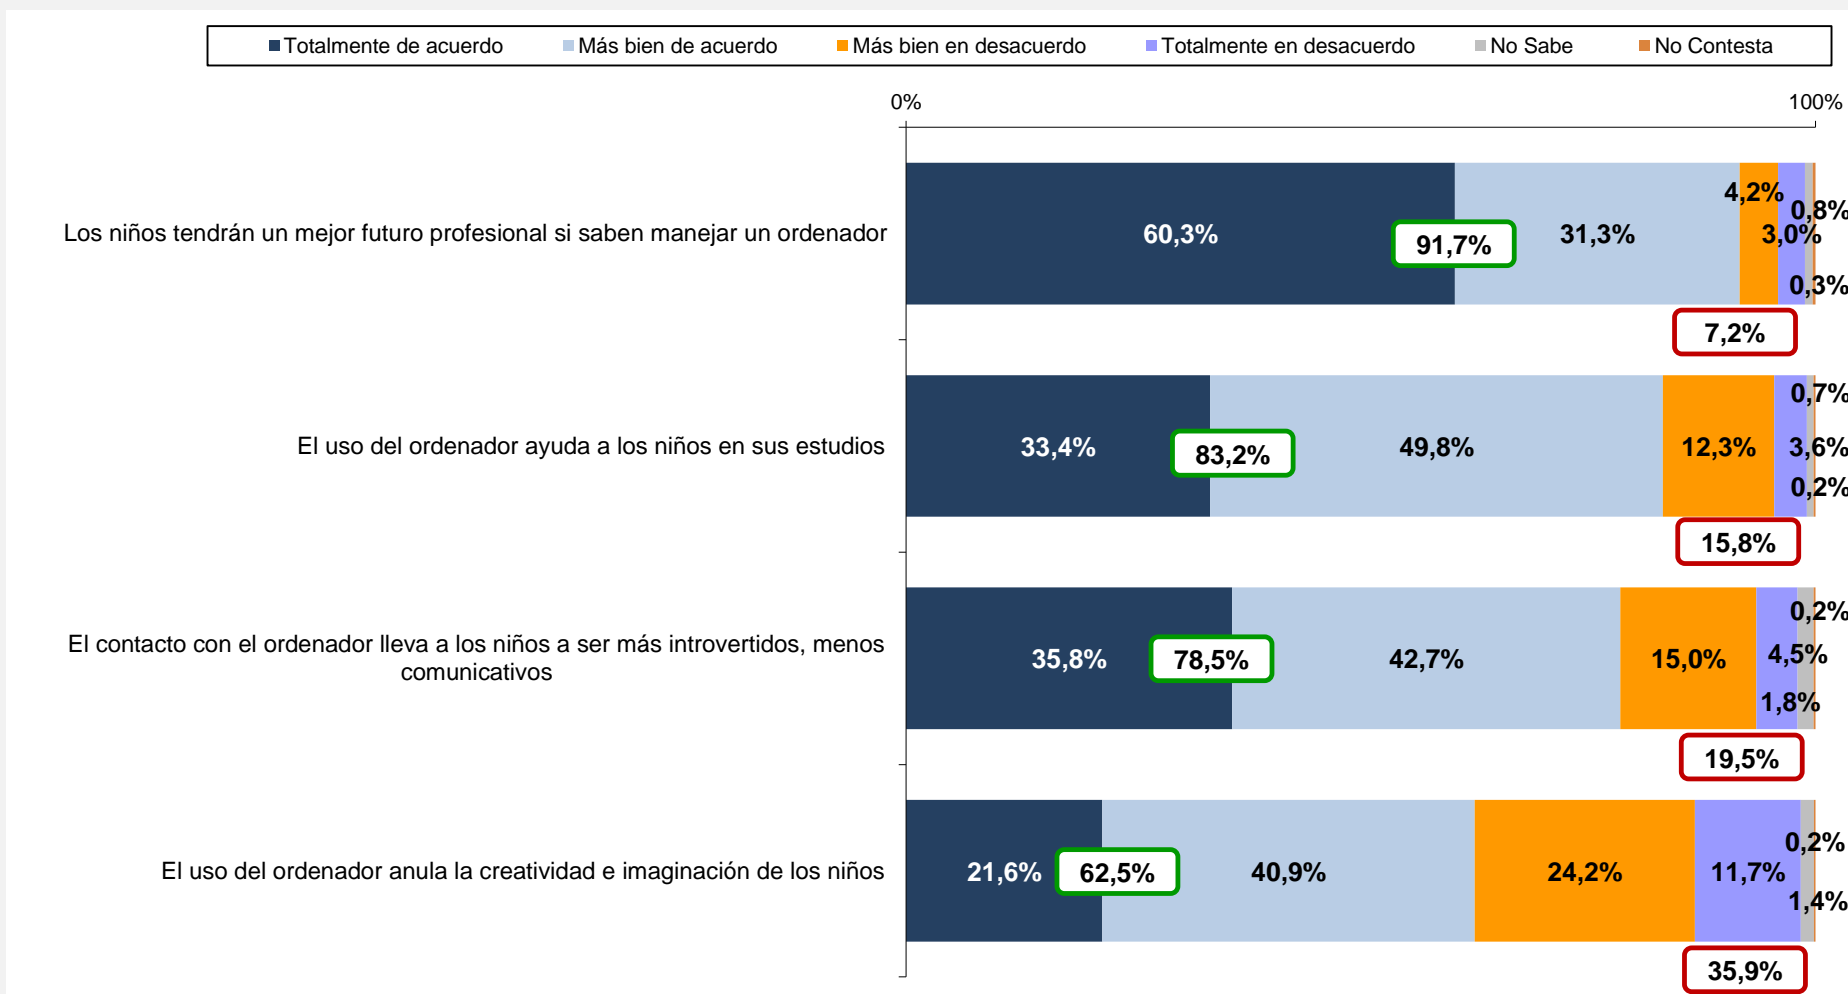 Totalmente de acuerdo Más bien de acuerdo Más bien en desacuerdo Totalmente en desacuerdo No Sabe No Contesta
0% 100%
Los niños tendrán un mejor futuro profesional si saben manejar un ordenador
60,3% 91,7% 31,3% 4,2% 3,0% 0,8% 0,3%
7,2%
El uso del ordenador ayuda a los niños en sus estudios
33,4% 83,2% 49,8% 12,3% 3,6% 0,7% 0,2%
15,8%
El contacto con el ordenador lleva a los niños a ser más introvertidos, menos
comunicativos
35,8% 78,5% 42,7% 15,0% 4,5% 0,2% 1,8%
19,5%
El uso del ordenador anula la creatividad e imaginación de los niños
21,6% 62,5% 40,9% 24,2% 11,7% 0,2% 1,4%
35,9%